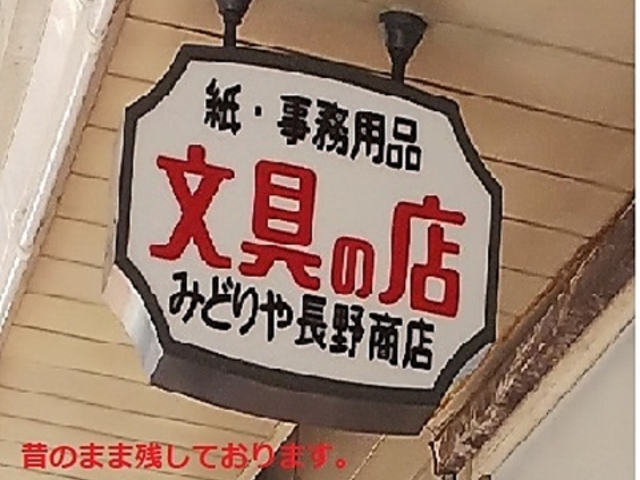 紙・事務用品
文具の店
みどりや長野商店
昔のまま残しております。